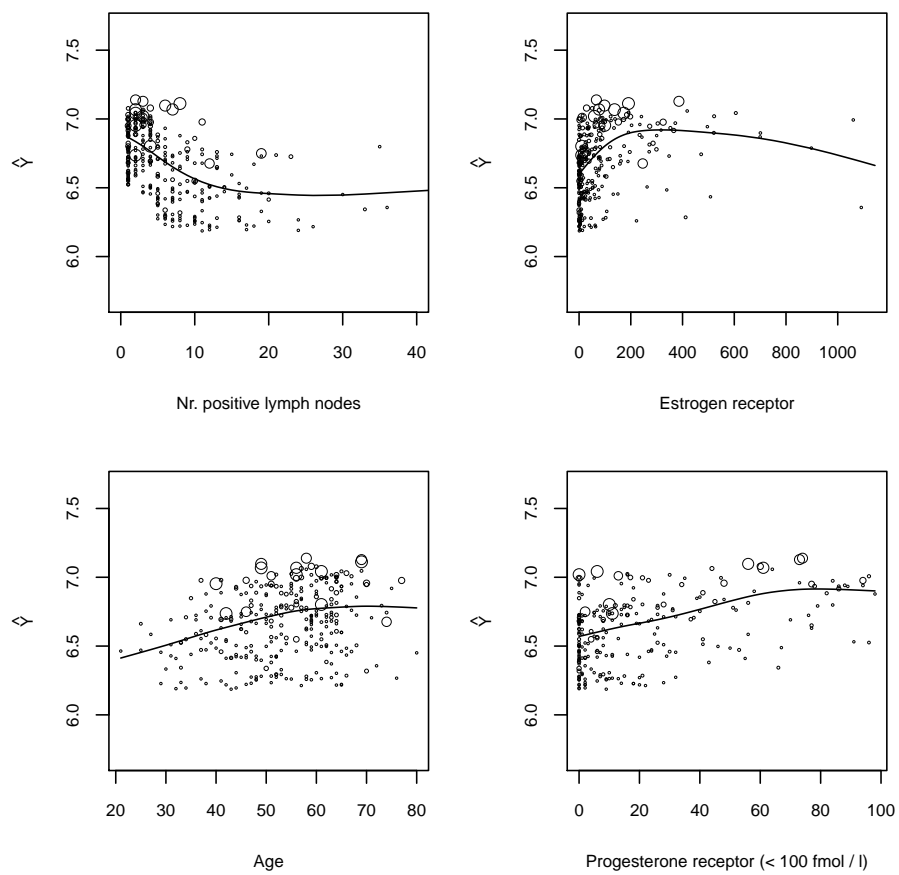 7.5
7.0
6.5
6.0
Ŷ
0 10 20 30 40
Nr. positive lymph nodes
7.5
7.0
6.5
6.0
Ŷ
0 200 400 600 800 1000
Estrogen receptor
7.5
7.0
6.5
6.0
Ŷ
20 30 40 50 60 70 80
Age
7.5
7.0
6.5
6.0
Ŷ
0 20 40 60 80 100
Progesterone receptor (< 100 fmol / l)